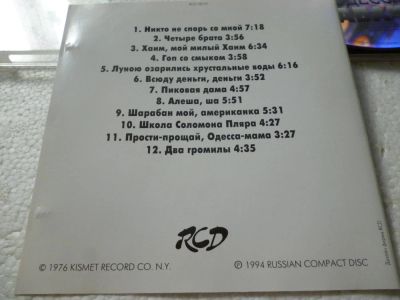 1. Никто не спарь со мной 7:18
2. Четыре брата 3:56
3. Хаим, мой милый Хаим 6:34
4. Гоп со смыком 3:58
5. Луною озарились хрустальные воды 6:16
6. Всюду деньги, деньги 3:52
7. Пиковая дама 4:57
8. Алеша, ша 5:51
9. Шарабан мой, американка 5:31
10. Школа Соломона Пляра 4:27
11. Прости-прощай, Одесса-мама 3:27
12. Два громилы 4:35
RCD
© 1976 KISMET RECORD CO. N.Y.
℗ 1994 RUSSIAN COMPACT DISC